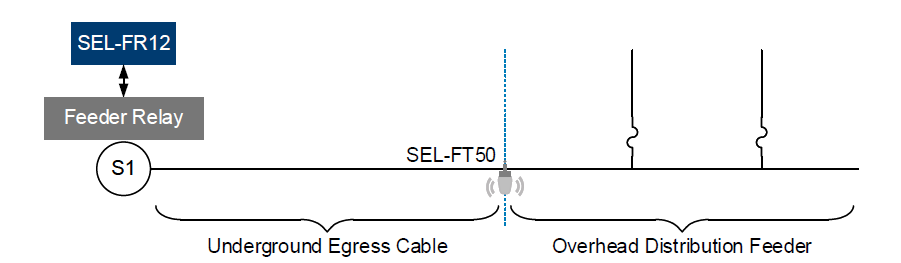 SEL-FR12
Feeder Relay
S1
SEL-FT50
Underground Egress Cable
Overhead Distribution Feeder